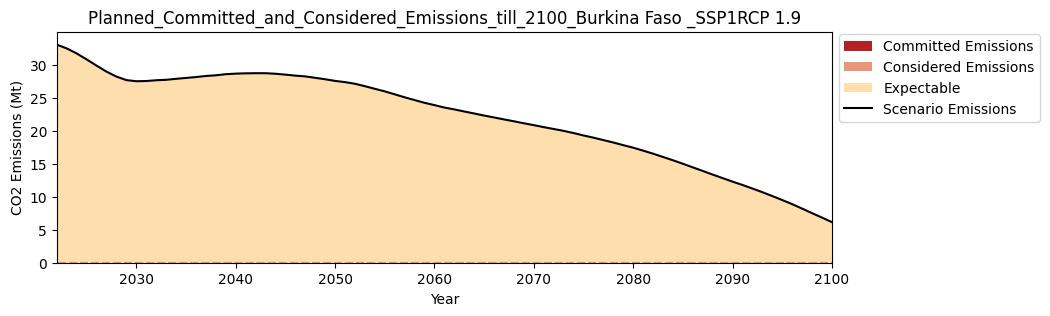 Planned_Committed_and_Considered_Emissions_till_2100_Burkina Faso _SSP1RCP 1.9
CO2 Emissions (Mt)
30
25
20
15
10
5
0
2030 2040 2050 2060 2070 2080 2090 2100
Year
Committed Emissions
Considered Emissions
Expectable
Scenario Emissions